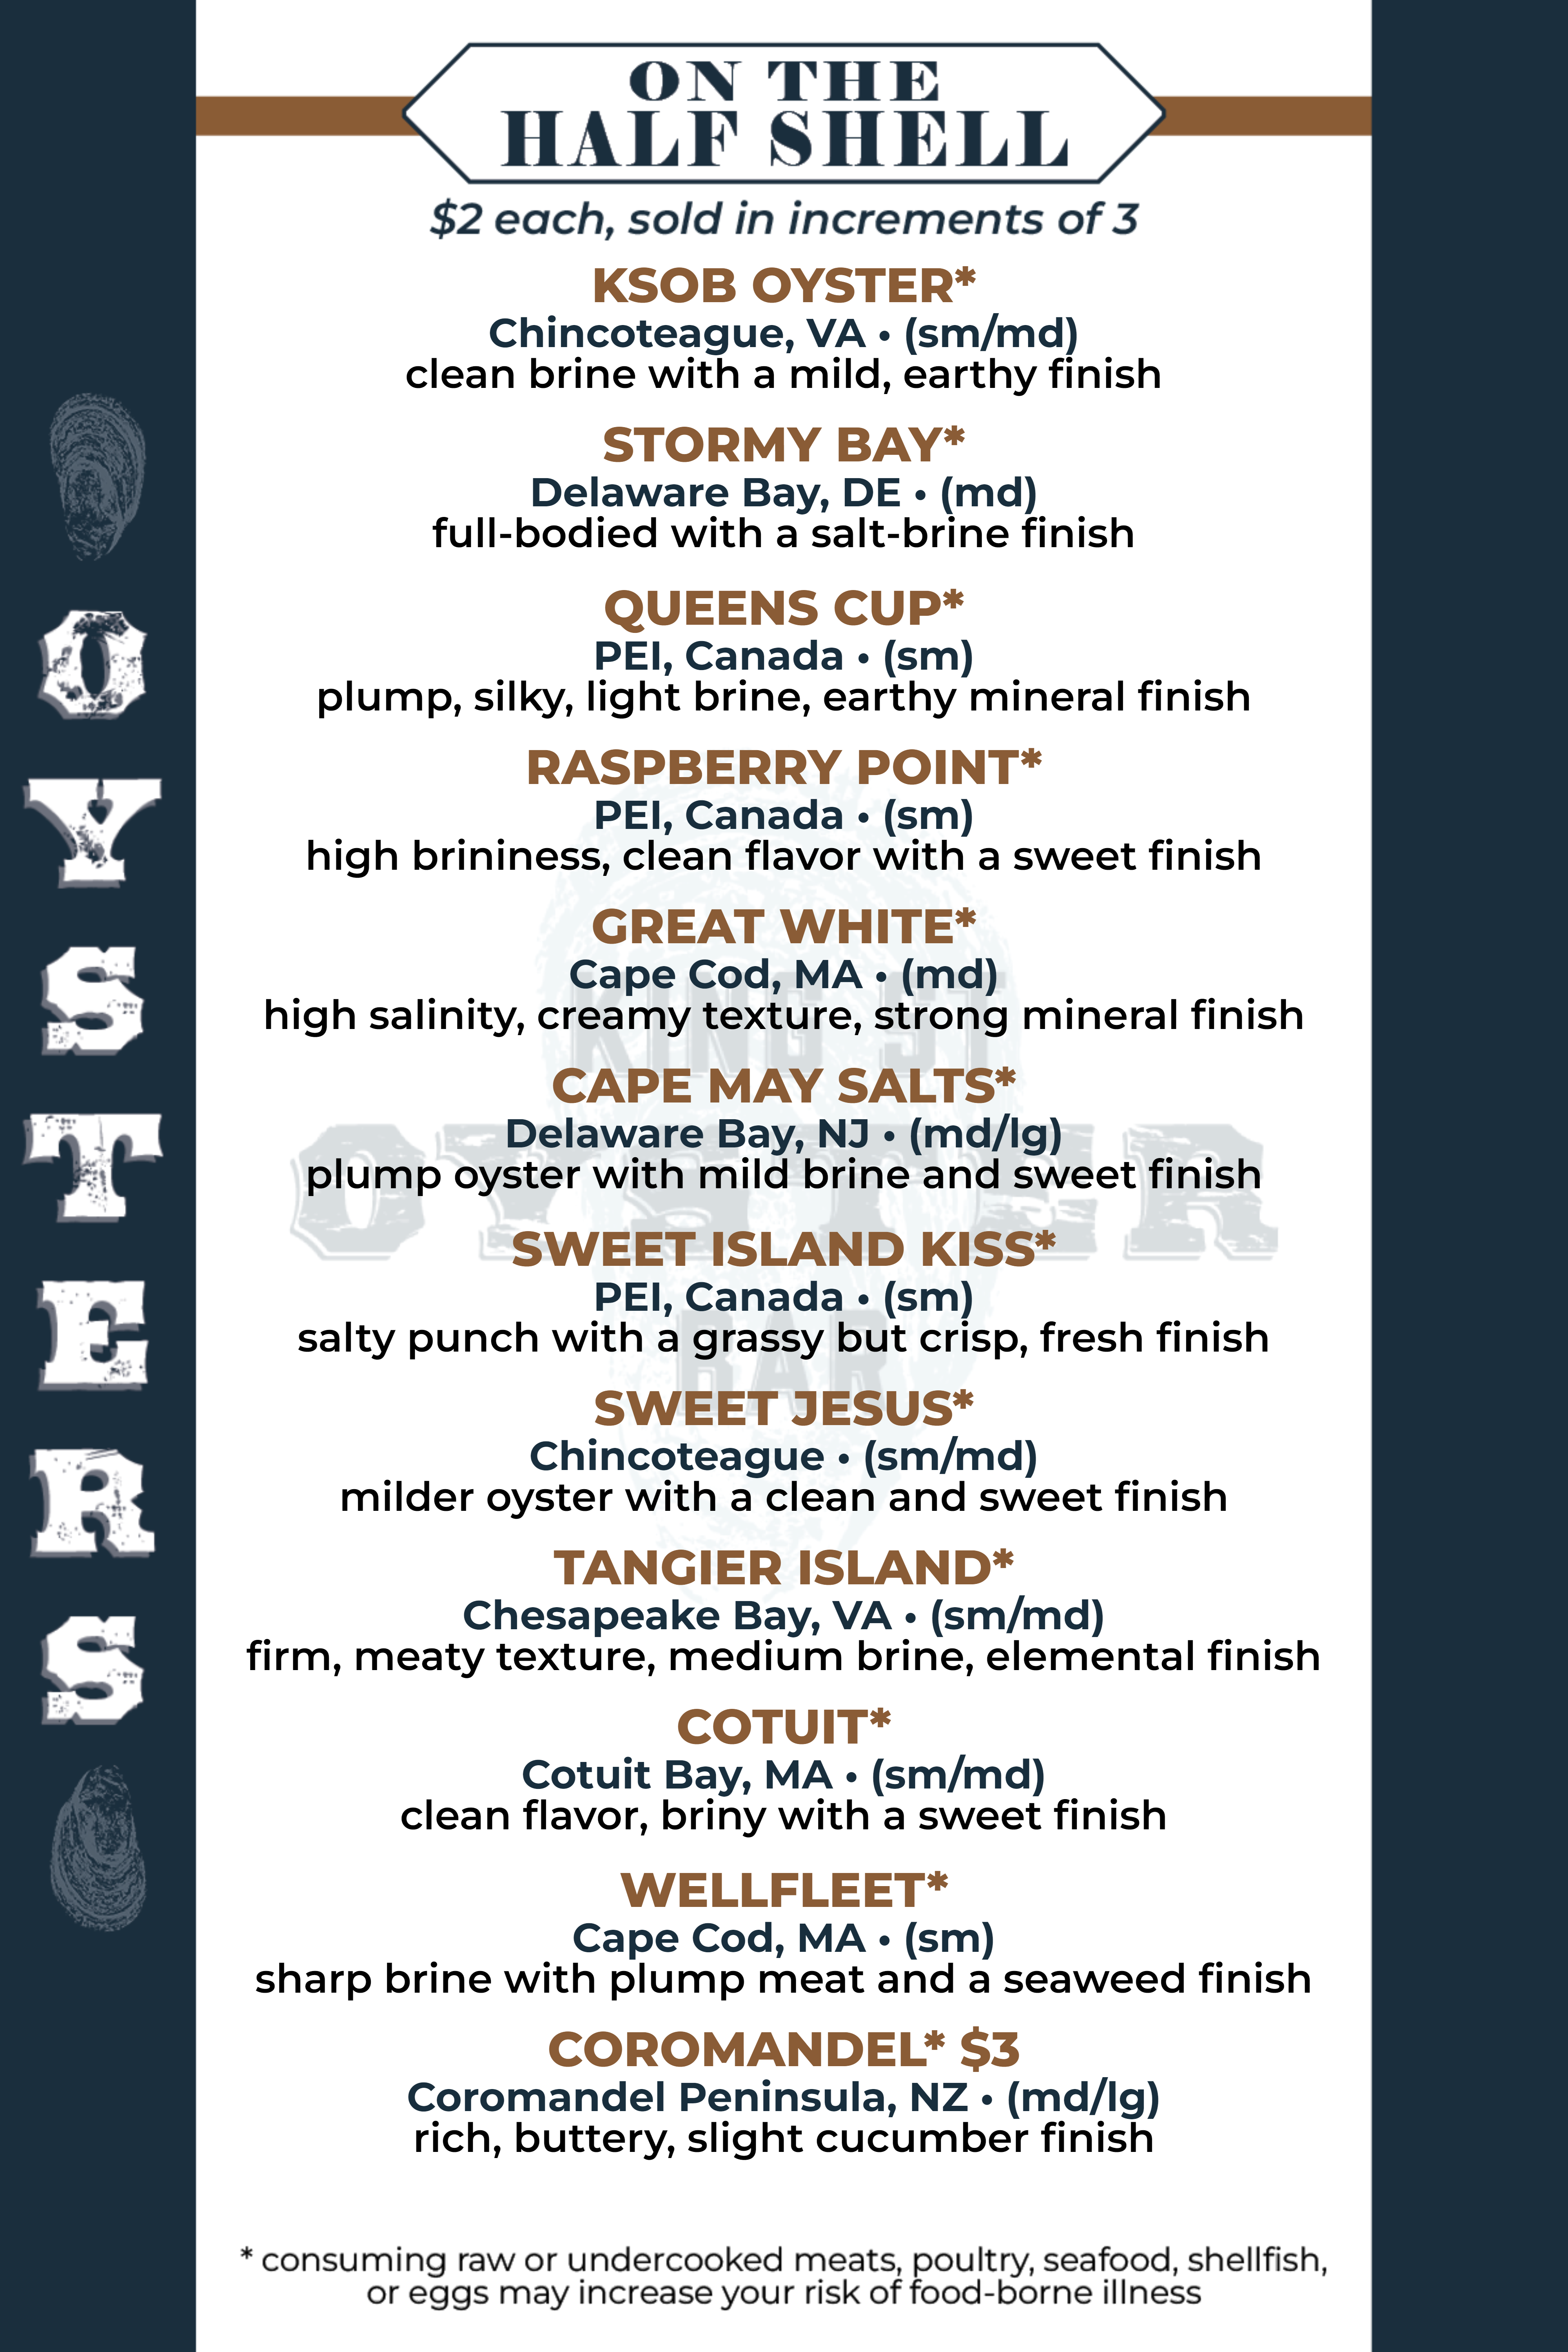 ON THE
HALF SHELL
$2 each, sold in increments of 3
KSOB OYSTER*
Chincoteague, VA • (sm/md)
clean brine with a mild, earthy finish
STORMY BAY*
Delaware Bay, DE • (md)
full-bodied with a salt-brine finish
QUEENS CUP*
PEI, Canada • (sm)
plump, silky, light brine, earthy mineral finish
RASPBERRY POINT*
PEI, Canada • (sm)
high brininess, clean flavor with a sweet finish
GREAT WHITE*
Cape Cod, MA • (md)
high salinity, creamy texture, strong mineral finish
CAPE MAY SALTS*
Delaware Bay, NJ • (md/lg)
plump oyster with mild brine and sweet finish
SWEET ISLAND KISS*
PEI, Canada • (sm)
salty punch with a grassy but crisp, fresh finish
SWEET JESUS*
Chincoteague • (sm/md)
milder oyster with a clean and sweet finish
TANGIER ISLAND*
Chesapeake Bay, VA • (sm/md)
firm, meaty texture, medium brine, elemental finish
COTUIT*
Cotuit Bay, MA • (sm/md)
clean flavor, briny with a sweet finish
WELLFLEET*
Cape Cod, MA • (sm)
sharp brine with plump meat and a seaweed finish
COROMANDEL* $3
Coromandel Peninsula, NZ • (md/lg)
rich, buttery, slight cucumber finish
* consuming raw or undercooked meats, poultry, seafood, shellfish,
or eggs may increase your risk of food-borne illness
OYSTERS
KING ST
OYSTER
BAR